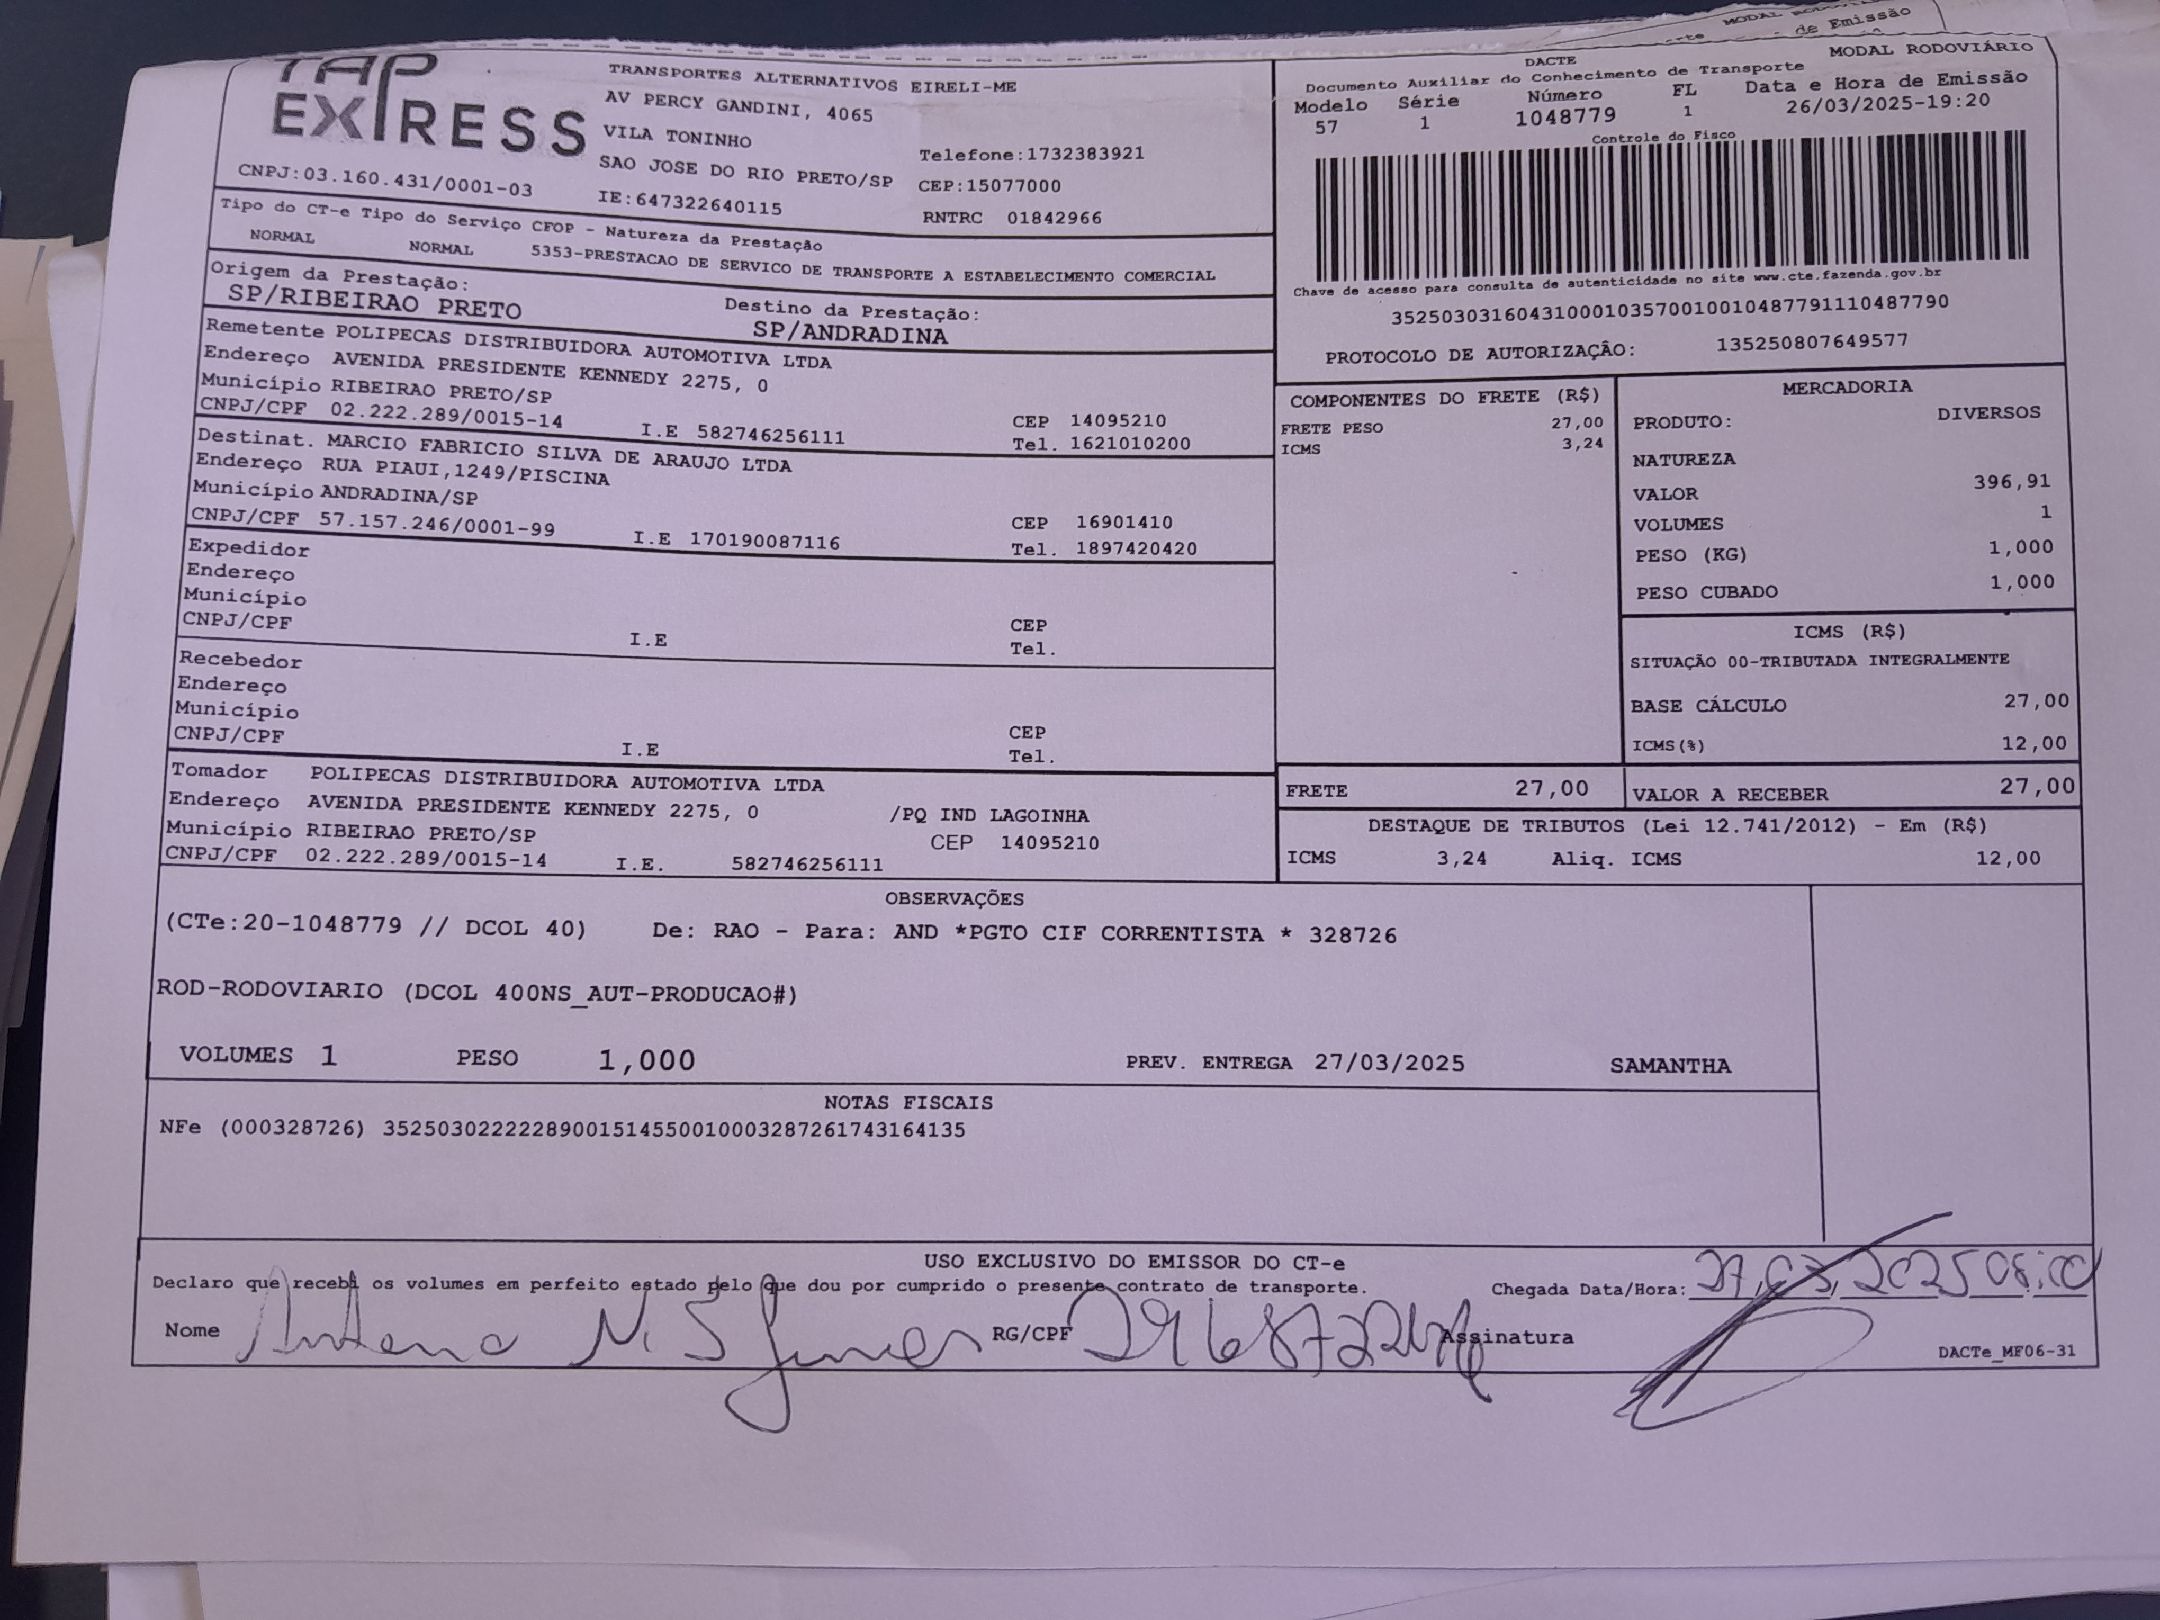 MODAL RODOVIÁRIO
de Emissão
TAP EXPRESS
CNPJ:03.160.431/0001-03
TRANSPORTES ALTERNATIVOS EIRELI-ME
AV PERCY GANDINI, 4065
VILA TONINHO
SAO JOSE DO RIO PRETO/SP
IE:647322640115
Telefone:1732383921
CEP:15077000
RNTRC 01842966
DACTE MODAL RODOVIÁRIO
Documento Auxiliar do Conhecimento de Transporte
Modelo Série Número FL Data e Hora de Emissão
57 1 1048779 1 26/03/2025-19:20
Controle do Fisco
Chave de acesso para consulta de autenticidade no site www.cte.fazenda.gov.br
35250303160431000103570010010487791110487790
PROTOCOLO DE AUTORIZAÇÃO: 135250807649577
Tipo do CT-e Tipo do Serviço CFOP - Natureza da Prestação
NORMAL NORMAL 5353-PRESTACAO DE SERVICO DE TRANSPORTE A ESTABELECIMENTO COMERCIAL
Origem da Prestação: Destino da Prestação:
SP/RIBEIRAO PRETO SP/ANDRADINA
Remetente POLIPECAS DISTRIBUIDORA AUTOMOTIVA LTDA
Endereço AVENIDA PRESIDENTE KENNEDY 2275, 0
Município RIBEIRAO PRETO/SP CEP 14095210
CNPJ/CPF 02.222.289/0015-14 I.E 582746256111 Tel. 1621010200
Destinat. MARCIO FABRICIO SILVA DE ARAUJO LTDA
Endereço RUA PIAUI,1249/PISCINA
Município ANDRADINA/SP CEP 16901410
CNPJ/CPF 57.157.246/0001-99 I.E 170190087116 Tel. 1897420420
Expedidor
Endereço
Município CEP
CNPJ/CPF I.E Tel.
Recebedor
Endereço
Município CEP
CNPJ/CPF I.E Tel.
Tomador POLIPECAS DISTRIBUIDORA AUTOMOTIVA LTDA
Endereço AVENIDA PRESIDENTE KENNEDY 2275, 0 /PQ IND LAGOINHA
Município RIBEIRAO PRETO/SP CEP 14095210
CNPJ/CPF 02.222.289/0015-14 I.E. 582746256111
COMPONENTES DO FRETE (R$)
FRETE PESO 27,00
ICMS 3,24
MERCADORIA
PRODUTO: DIVERSOS
NATUREZA
VALOR 396,91
VOLUMES 1
PESO (KG) 1,000
PESO CUBADO 1,000
ICMS (R$)
SITUAÇÃO 00-TRIBUTADA INTEGRALMENTE
BASE CÁLCULO 27,00
ICMS(%) 12,00
FRETE 27,00 VALOR A RECEBER 27,00
DESTAQUE DE TRIBUTOS (Lei 12.741/2012) - Em (R$)
ICMS 3,24 Aliq. ICMS 12,00
OBSERVAÇÕES
(CTe:20-1048779 // DCOL 40) De: RAO - Para: AND *PGTO CIF CORRENTISTA * 328726
ROD-RODOVIARIO (DCOL 400NS_AUT-PRODUCAO#)
VOLUMES 1 PESO 1,000 PREV. ENTREGA 27/03/2025 SAMANTHA
NOTAS FISCAIS
NFe (000328726) 35250302222289001514550010003287261743164135
USO EXCLUSIVO DO EMISSOR DO CT-e
Declaro que recebi os volumes em perfeito estado pelo que dou por cumprido o presente contrato de transporte. Chegada Data/Hora: 27,03,2025 08:00
Nome RG/CPF Assinatura
DACTe_MF06-31